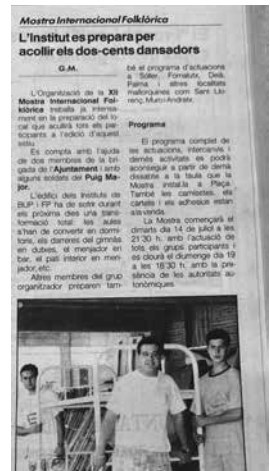 Mostra Internacional Folklórica
L'Institut es prepara per
acollir els dos-cents dansadors
G.M.
L'Organització de la XII
Mostra Internacional Fol-
klòrica treballa ja intensa-
ment en la preparació del lo-
cal que acullirà tots els par-
ticipants a l'edició d'aquest
estiu.
Es compta amb l'ajuda
de dos membres de la bri-
gada de l'Ajuntament i amb
alguns soldats del Puig Ma-
jor.
L'edifici dels Instituts de
BUP i FP ha de sofrir durant
els pròxims dies una trans-
formació total: les aules
s'han de convertir en dormi-
toris, els darreres del gimnàs
en dutxes, el menjador en
bar, el pati interior en men-
jador, etc.
Altres membres del grup
organitzador preparen tam-
bé el programa d'actuacions
a Sóller, Fornalutx, Deià,
Palma i altres localitats
mallorquines com Sant Llo-
renç, Muro i Andratx.
Programa
El programa complet de
les actuacions, intercanvis i
demés activitats es podrà
aconseguir a partir de demà
dissabte a la taula que la
Mostra instal.la a Plaça.
També les camisetes, els
cartells i els adhesius estan
a la venda.
La Mostra començarà el
dimarts dia 14 de juliol a les
21'30 h. amb l'actuació de
tots els grups participants i
es clourà el diumenge dia 19
a les 18'30 h. amb la pre-
sència de les autoritats au-
tonòmiques.